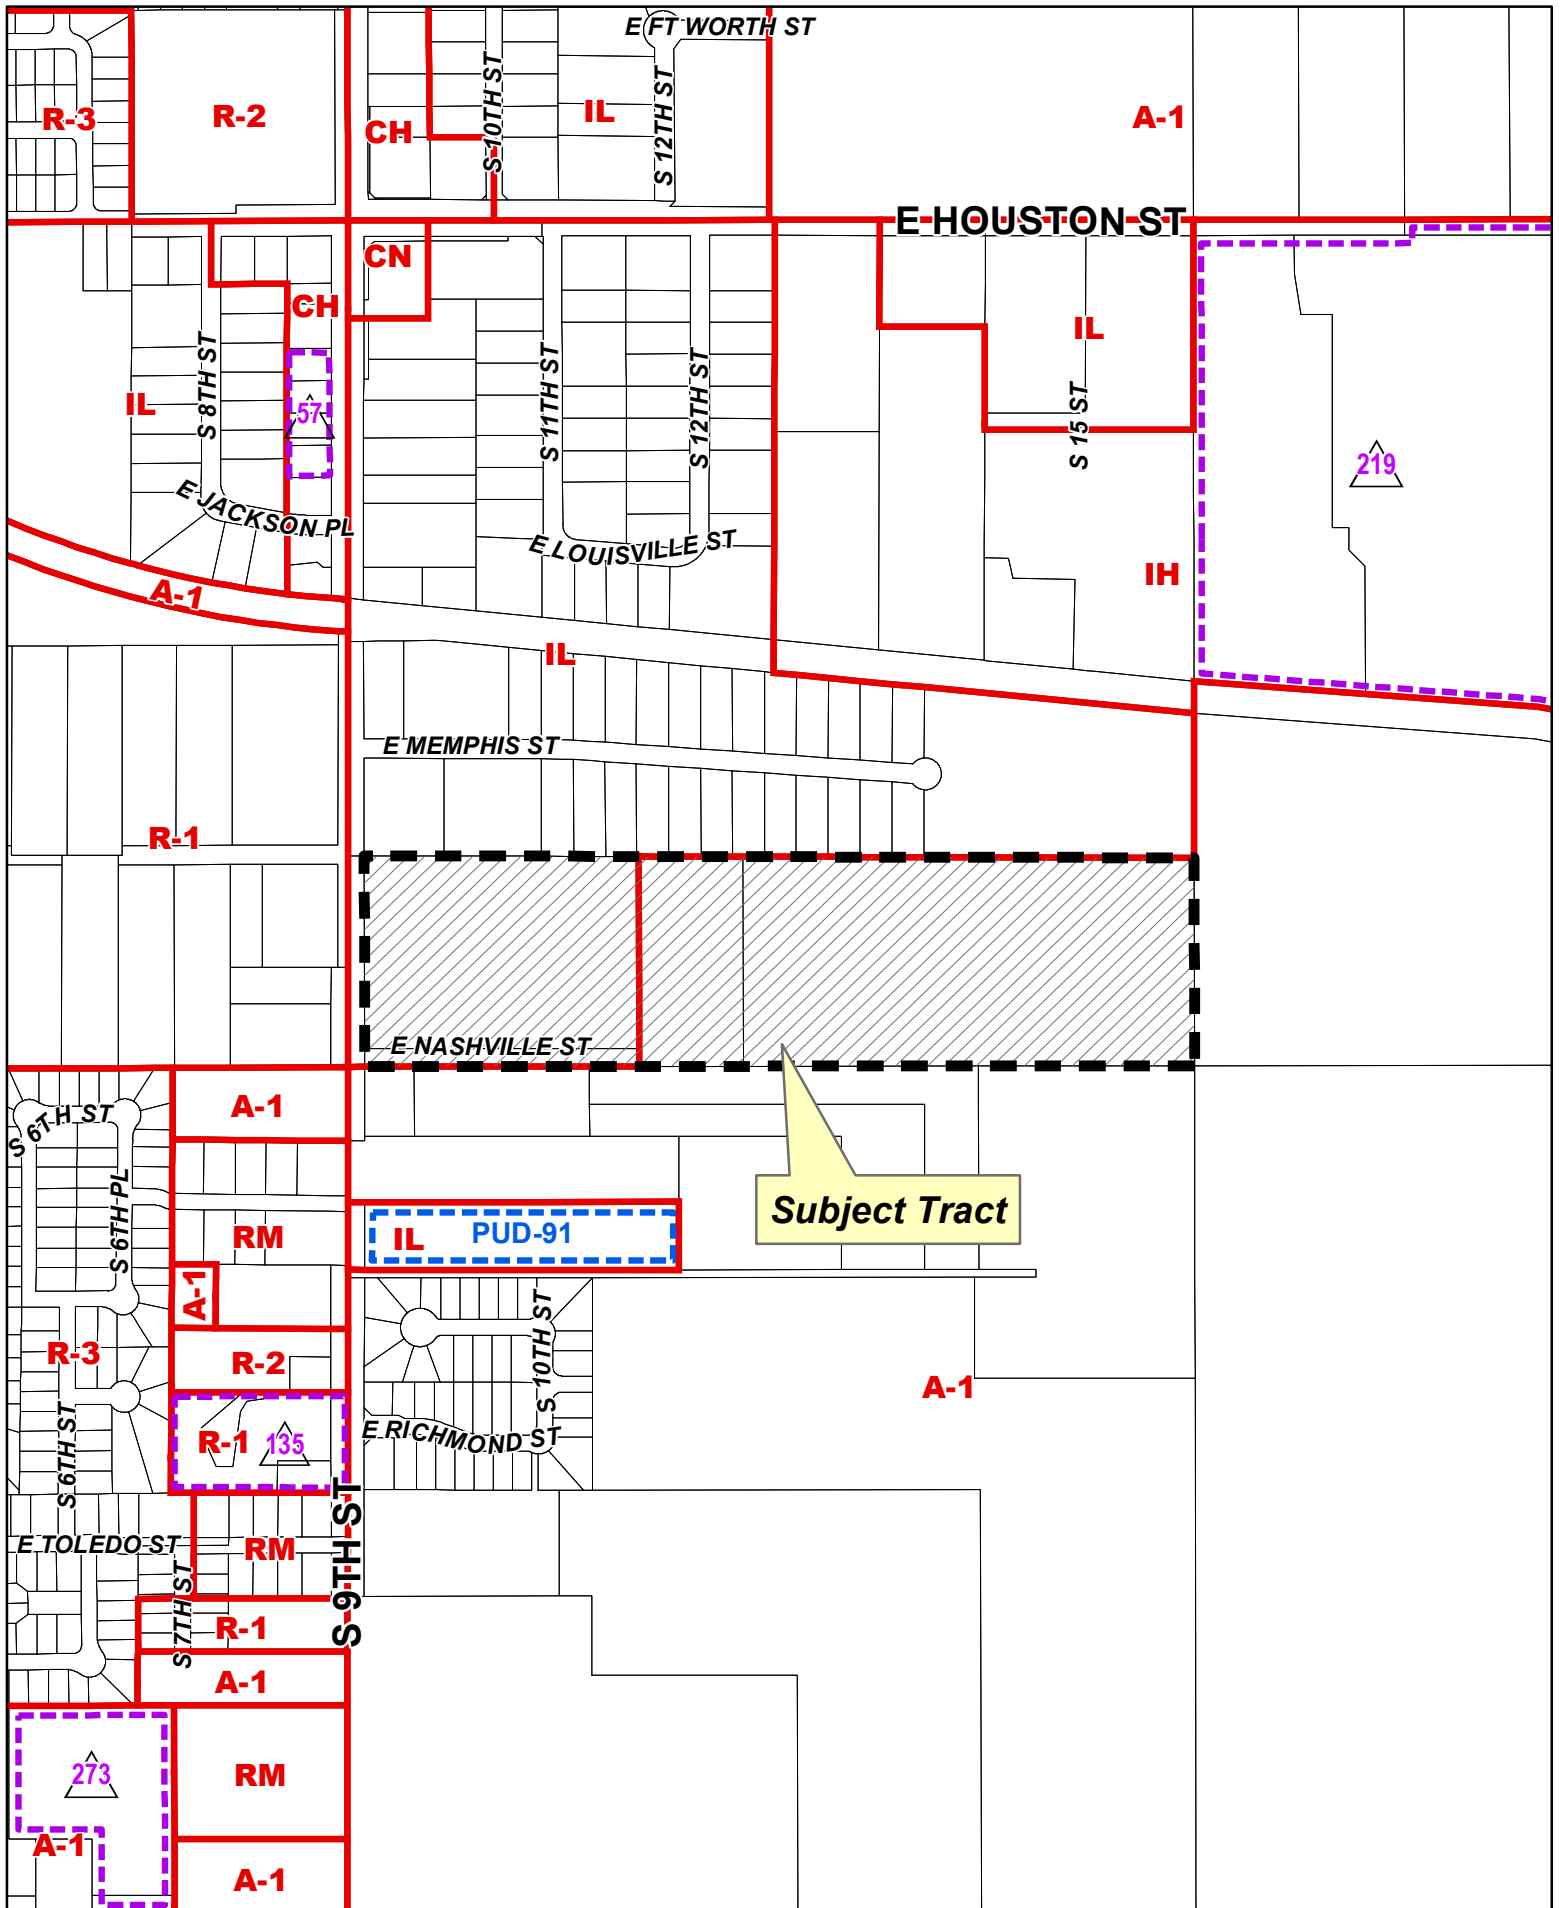 E FT WORTH ST
R-3
R-2
CH
S 10TH ST
IL
S 12TH ST
A-1
E HOUSTON ST
CN
CH
IL
S 8TH ST
57
S 11TH ST
S 12TH ST
IL
S 15 ST
219
E JACKSON PL
E LOUISVILLE ST
A-1
IH
IL
E MEMPHIS ST
R-1
E NASHVILLE ST
A-1
S 6TH ST
S 6TH PL
Subject Tract
RM
IL
PUD-91
A-1
R-3
R-2
S 10TH ST
A-1
R-1
135
E RICHMOND ST
S 6TH ST
E TOLEDO ST
RM
S 9TH ST
S 7TH ST
R-1
A-1
273
RM
A-1
A-1